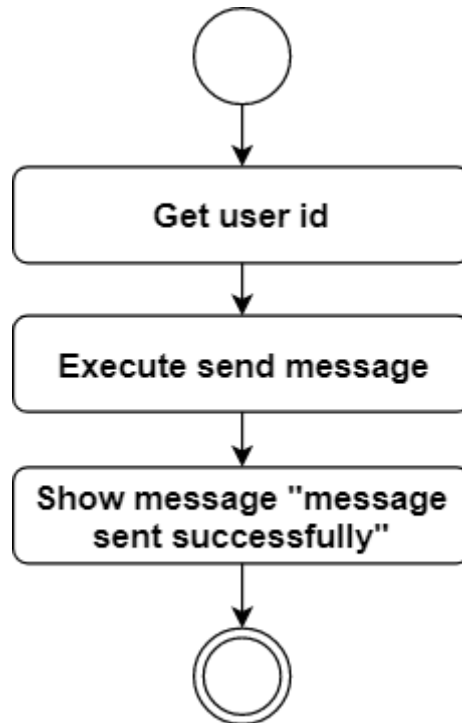 Get user id
Execute send message
Show message "message
sent successfully"